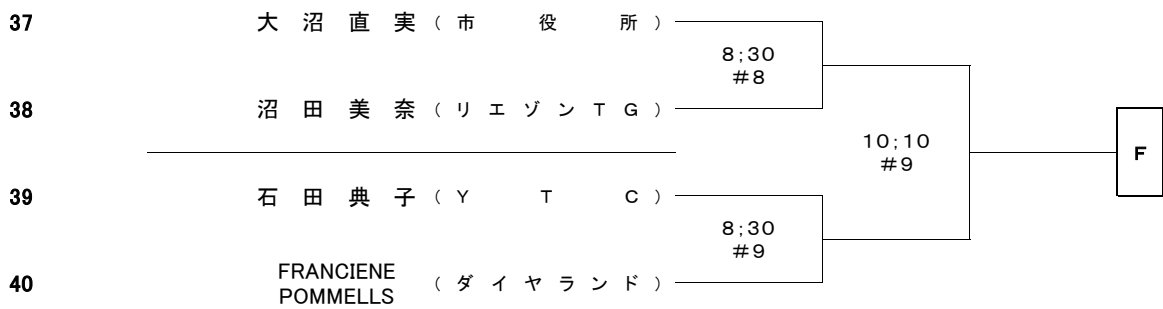 37 大沼直実（市役所）
8;30
#8
38 沼田美奈（リエゾンTG）
10;10
#9
F
39 石田典子（YTC）
8;30
#9
40 FRANCIENE
POMMELLS （ダイヤランド）